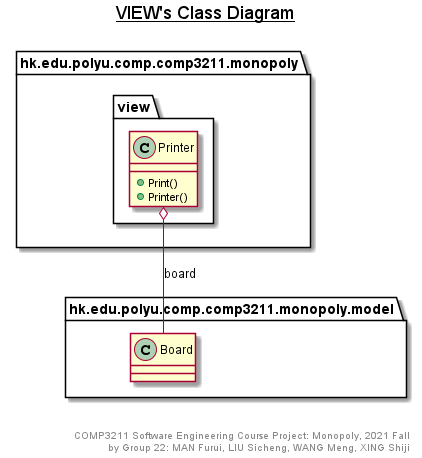 VIEW's Class Diagram
hk.edu.polyu.comp.comp3211.monopoly
view
C Printer
Print()
Printer()
board
hk.edu.polyu.comp.comp3211.monopoly.model
C Board
COMP3211 Software Engineering Course Project: Monopoly, 2021 Fall
by Group 22: MAN Furui, LIU Sicheng, WANG Meng, XING Shiji